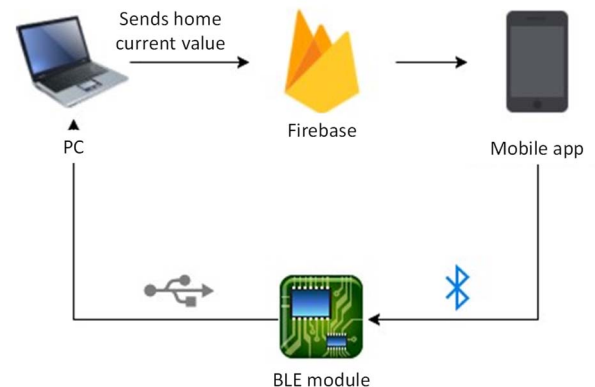 Sends home
current value
Firebase
PC
Mobile app
BLE module